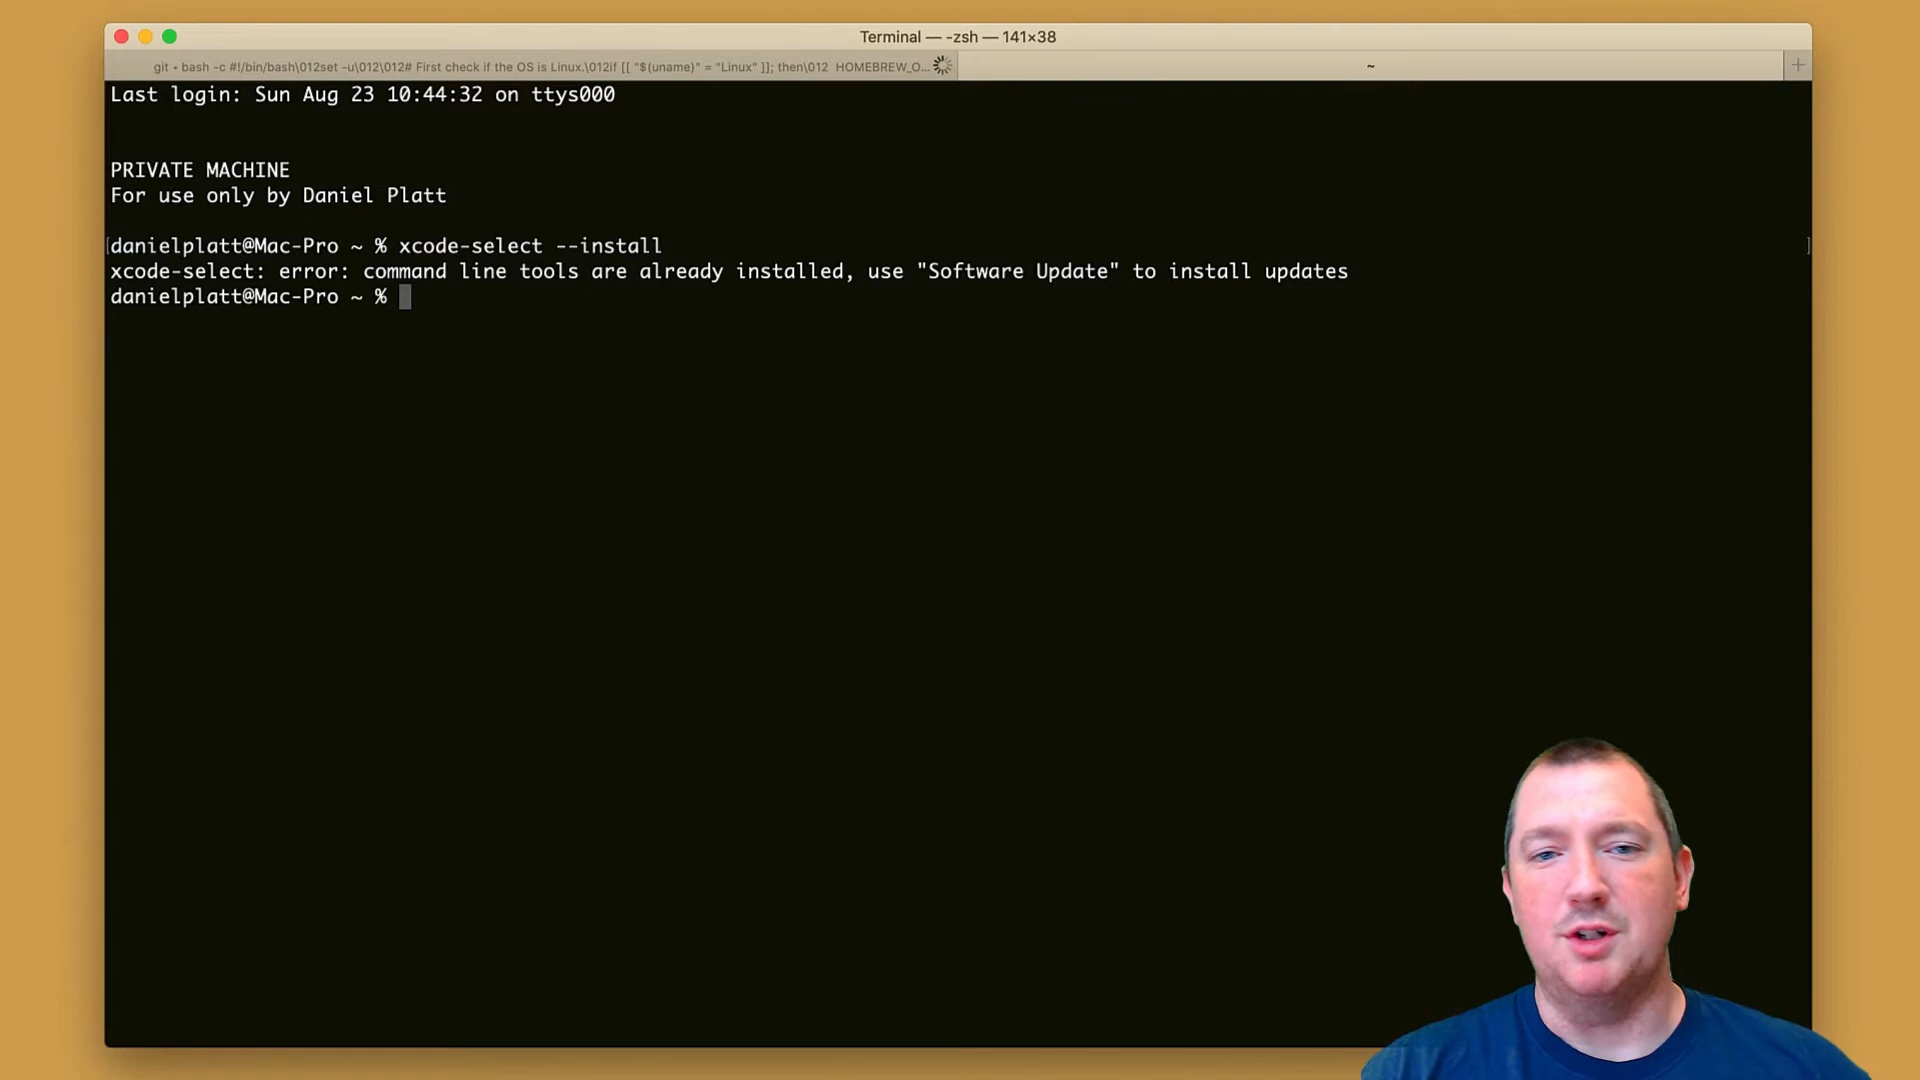 Terminal — -zsh — 141×38
git • bash -c #!/bin/bash\012set -u\012\012# First check if the OS is Linux.\012if [[ "$(uname)" = "Linux" ]]; then\012  HOMEBREW_O...
~
Last login: Sun Aug 23 10:44:32 on ttys000
PRIVATE MACHINE
For use only by Daniel Platt
danielplatt@Mac-Pro ~ % xcode-select --install
xcode-select: error: command line tools are already installed, use "Software Update" to install updates
danielplatt@Mac-Pro ~ %